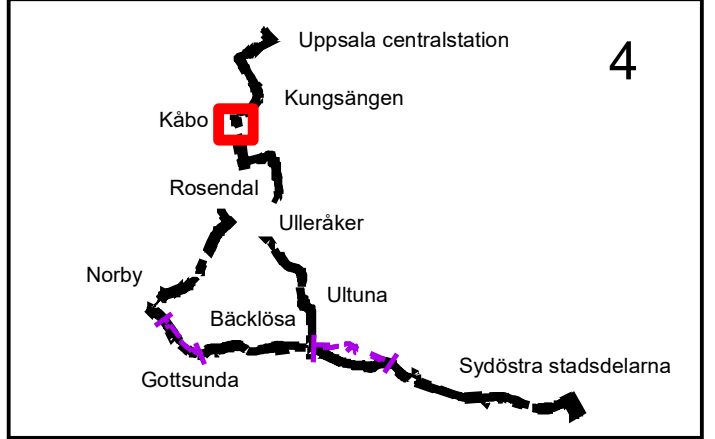 Uppsala centralstation
4
Kungsängen
Kåbo
Rosendal
Ulleråker
Norby
Ultuna
Bäcklösa
Sydöstra stadsdelarna
Gottsunda